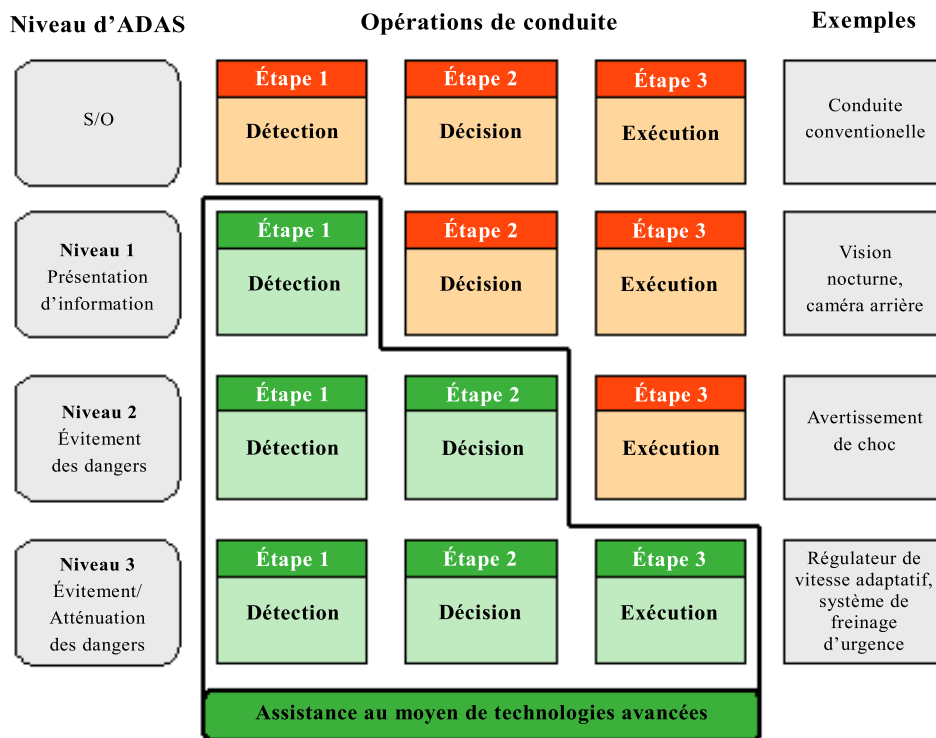 Niveau d'ADAS
Opérations de conduite
Exemples
S/O
Étape 1
Détection
Étape 2
Décision
Étape 3
Exécution
Conduite
conventionelle
Niveau 1
Présentation
d'information
Étape 1
Détection
Étape 2
Décision
Étape 3
Exécution
Vision
nocturne,
caméra arrière
Niveau 2
Évitement
des dangers
Étape 1
Détection
Étape 2
Décision
Étape 3
Exécution
Avertissement
de choc
Niveau 3
Évitement/
Atténuation
des dangers
Étape 1
Détection
Étape 2
Décision
Étape 3
Exécution
Régulateur de
vitesse adaptatif,
système de
freinage
d'urgence
Assistance au moyen de technologies avancées